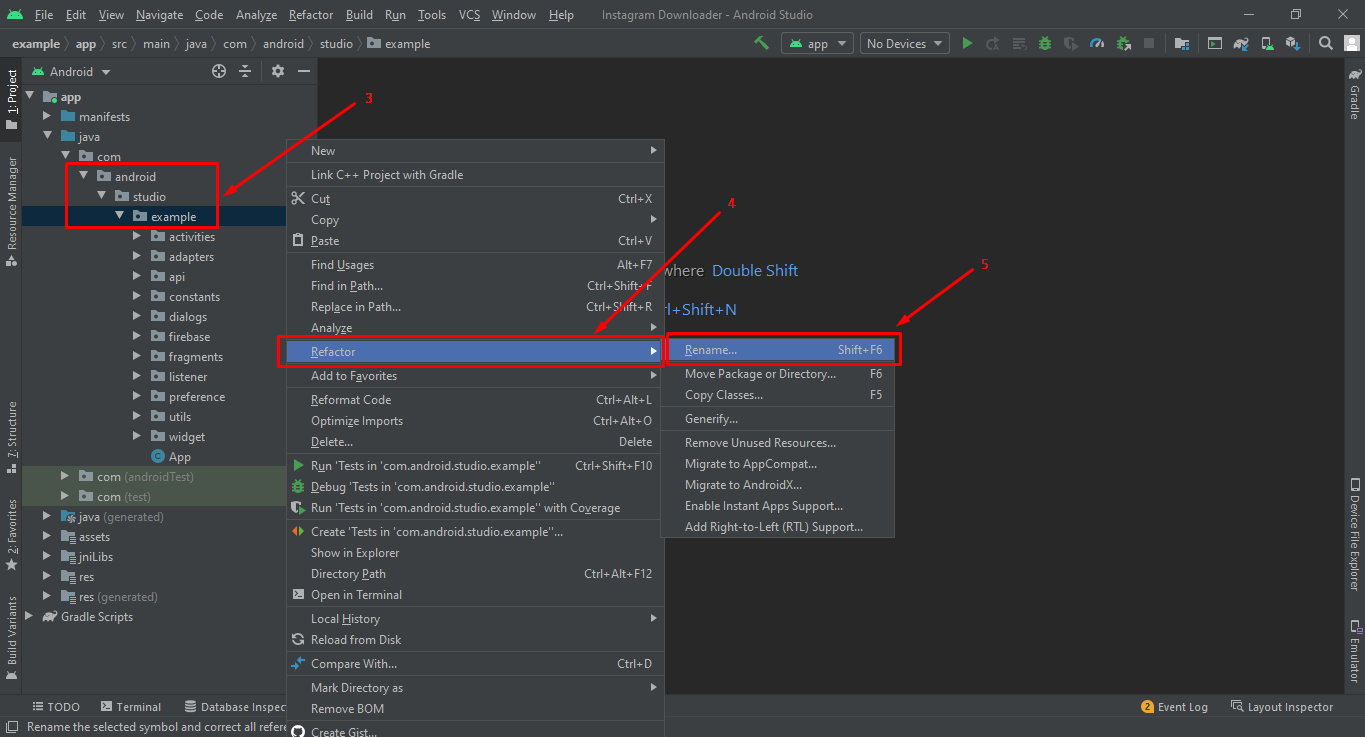 File Edit View Navigate Code Analyze Refactor Build Run Tools VCS Window Help Instagram Downloader - Android Studio
example app src main java com android studio example app No Devices
1: Project
Resource Manager
7: Structure
2: Favorites
Build Variants
Android
app
manifests
java
com
android
studio
example
activities
adapters
api
constants
dialogs
firebase
fragments
listener
preference
utils
widget
App
com (androidTest)
com (test)
java (generated)
assets
jniLibs
res
res (generated)
Gradle Scripts
3
New
Link C++ Project with Gradle
Cut Ctrl+X
Copy
Paste Ctrl+V
Find Usages Alt+F7
Find in Path... Ctrl+Shift+F
Replace in Path... Ctrl+Shift+R
Analyze
Refactor
Add to Favorites
Reformat Code Ctrl+Alt+L
Optimize Imports Ctrl+Alt+O
Delete... Delete
Run 'Tests in 'com.android.studio.example'' Ctrl+Shift+F10
Debug 'Tests in 'com.android.studio.example''
Run 'Tests in 'com.android.studio.example'' with Coverage
Create 'Tests in 'com.android.studio.example''...
Show in Explorer
Directory Path Ctrl+Alt+F12
Open in Terminal
Local History
Reload from Disk
Compare With... Ctrl+D
Mark Directory as
Remove BOM
Create Gist...
4
where Double Shift
rl+Shift+N
5
Rename... Shift+F6
Move Package or Directory... F6
Copy Classes... F5
Generify...
Remove Unused Resources...
Migrate to AppCompat...
Migrate to AndroidX...
Enable Instant Apps Support...
Add Right-to-Left (RTL) Support...
Gradle
Device File Explorer
Emulator
TODO Terminal Database Inspec 2 Event Log Layout Inspector
Rename the selected symbol and correct all refere